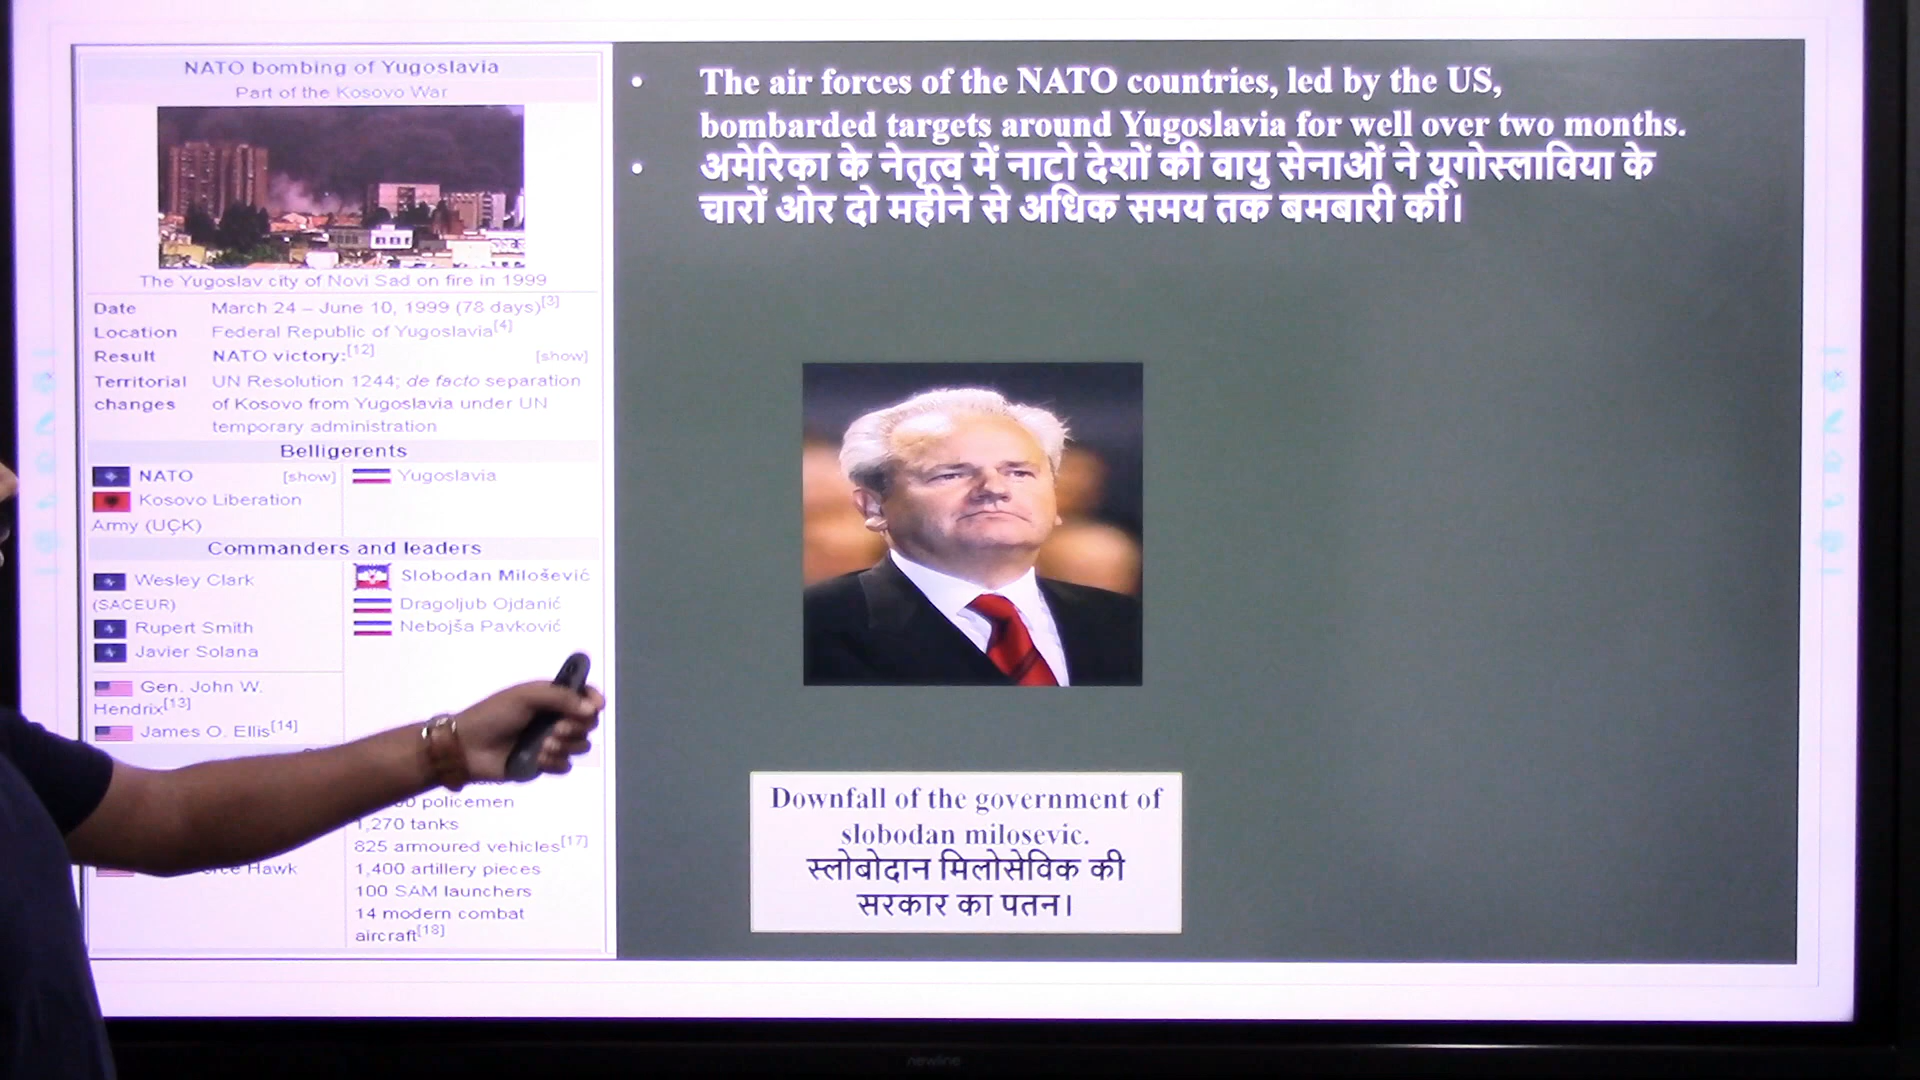 NATO bombing of Yugoslavia
Part of the Kosovo War
The Yugoslav city of Novi Sad on fire in 1999
Date March 24 – June 10, 1999 (78 days)[3]
Location Federal Republic of Yugoslavia[4]
Result NATO victory:[12] [show]
Territorial UN Resolution 1244; de facto separation
changes of Kosovo from Yugoslavia under UN
temporary administration
Belligerents
NATO [show]
Kosovo Liberation
Army (UÇK)
Yugoslavia
Commanders and leaders
Wesley Clark
(SACEUR)
Rupert Smith
Javier Solana
Gen. John W.
Hendrix[13]
James O. Ellis[14]
Slobodan Milošević
Dragoljub Ojdanić
Nebojša Pavković
Hawk
policemen
1,270 tanks
825 armoured vehicles[17]
1,400 artillery pieces
100 SAM launchers
14 modern combat
aircraft[18]
• The air forces of the NATO countries, led by the US,
bombarded targets around Yugoslavia for well over two months.
• अमेरिका के नेतृत्व में नाटो देशों की वायु सेनाओं ने यूगोस्लाविया के
चारों ओर दो महीने से अधिक समय तक बमबारी की।
Downfall of the government of
slobodan milosevic.
स्लोबोदान मिलोसेविक की
सरकार का पतन।
newline